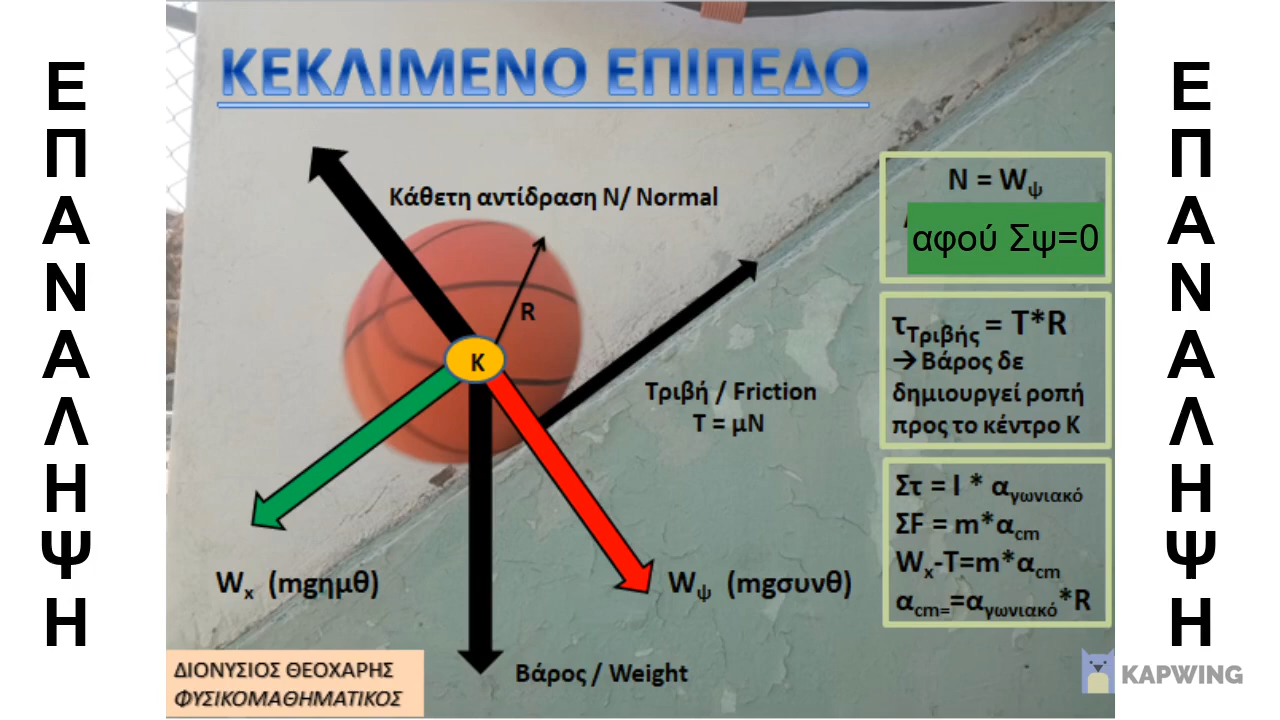 ΕΠΑΝΑΛΗΨΗ
ΚΕΚΛΙΜΕΝΟ ΕΠΙΠΕΔΟ
Κάθετη αντίδραση Ν/ Normal
R
K
Τριβή / Friction
T = μN
Wx (mgημθ)
Wψ (mgσυνθ)
Βάρος / Weight
ΔΙΟΝΥΣΙΟΣ ΘΕΟΧΑΡΗΣ
ΦΥΣΙΚΟΜΑΘΗΜΑΤΙΚΟΣ
N = Wψ
αφού Σψ=0
τΤριβής = T*R
→ Βάρος δε
δημιουργεί ροπή
προς το κέντρο Κ
Στ = I * αγωνιακό
ΣF = m*αcm
Wx-T=m*αcm
αcm==αγωνιακό*R
ΕΠΑΝΑΛΗΨΗ
KAPWING